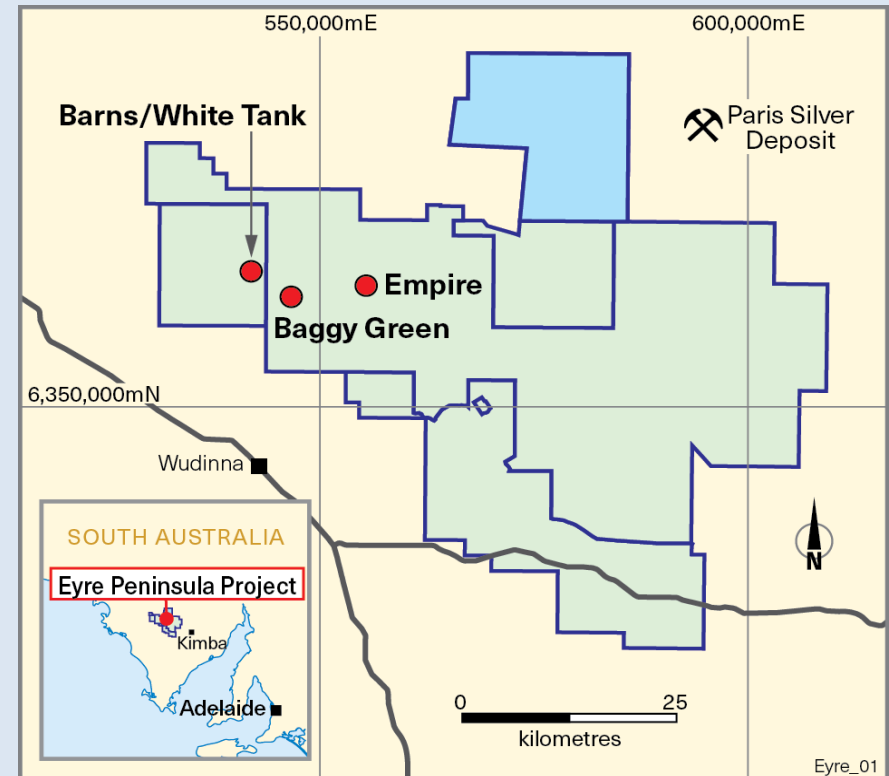 550,000mE
600,000mE
Barns/White Tank
Paris Silver
Deposit
Empire
Baggy Green
6,350,000mN
Wudinna
SOUTH AUSTRALIA
Eyre Peninsula Project
Kimba
Adelaide
N
0
25
kilometres
Eyre_01